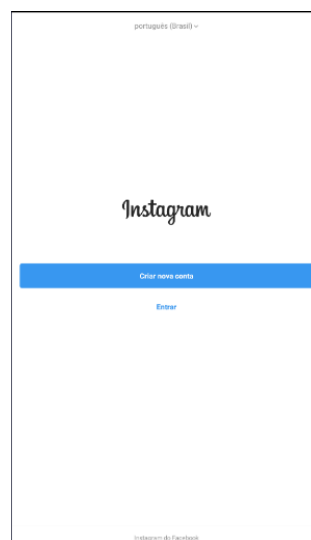 português (Brasil)
Instagram
Criar nova conta
Entrar
Instagram do Facebook